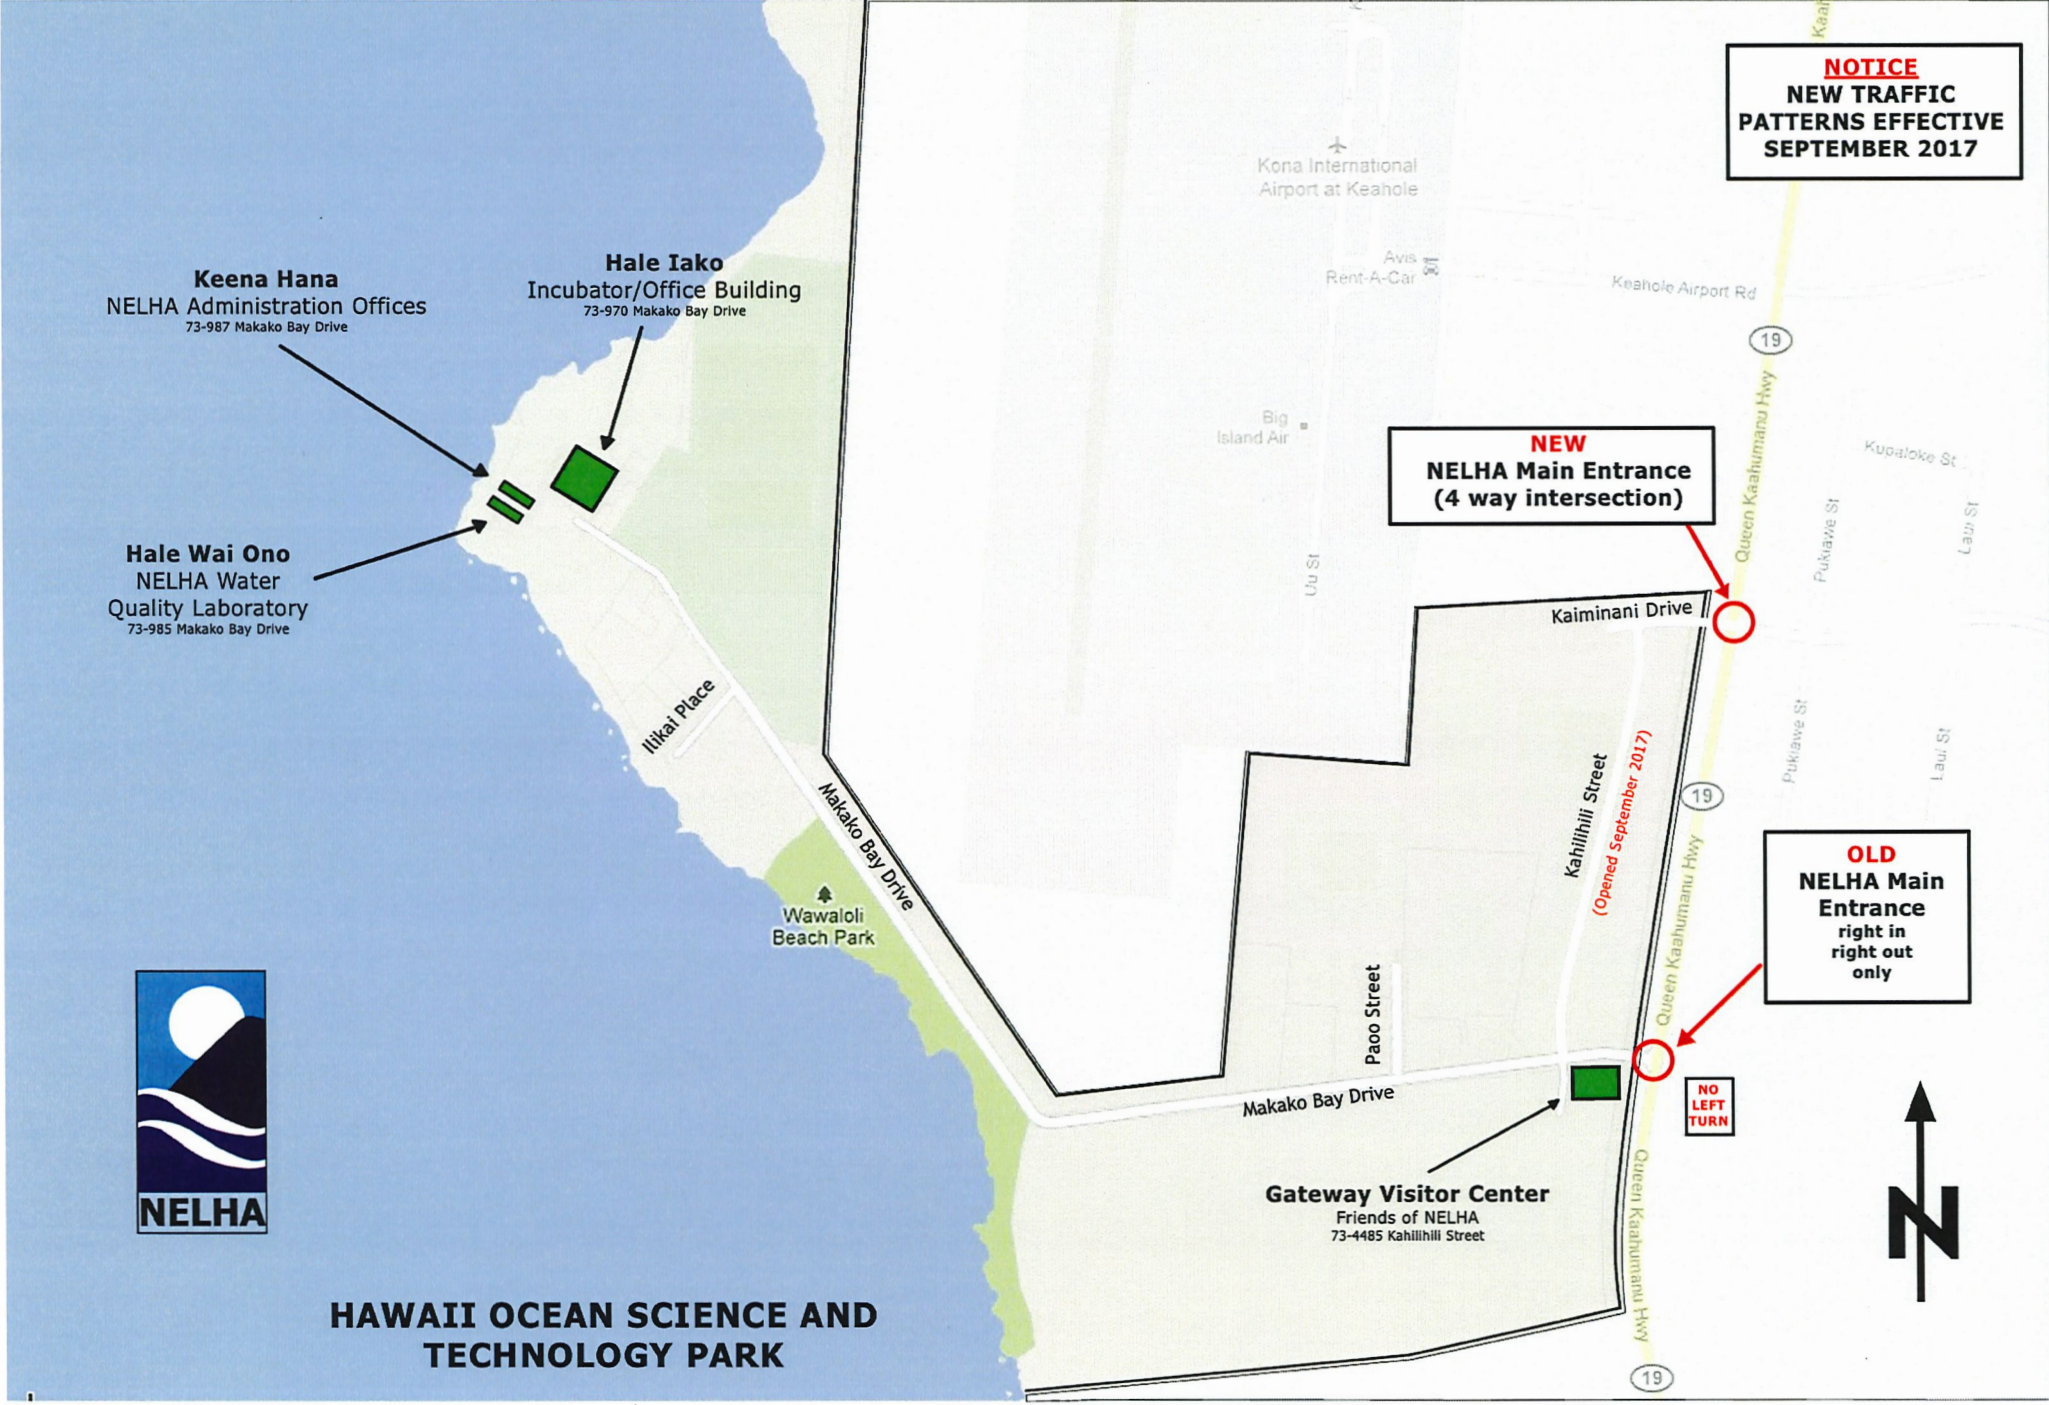 NOTICE
NEW TRAFFIC
PATTERNS EFFECTIVE
SEPTEMBER 2017
Kona International
Airport at Keahole
Avis
Rent-A-Car
Keahole Airport Rd
19
Keena Hana
NELHA Administration Offices
73-987 Makako Bay Drive
Hale Iako
Incubator/Office Building
73-970 Makako Bay Drive
Big
Island Air
Queen Kaahumanu Hwy
Kupaloke St
Pukiawe St
Laui St
NEW
NELHA Main Entrance
(4 way intersection)
Uu St
Hale Wai Ono
NELHA Water
Quality Laboratory
73-985 Makako Bay Drive
Kaiminani Drive
Ilikai Place
Makako Bay Drive
Kahilihili Street
(Opened September 2017)
19
Pukiawe St
Laui St
Queen Kaahumanu Hwy
OLD
NELHA Main
Entrance
right in
right out
only
Wawaloli
Beach Park
Paoo Street
Makako Bay Drive
NO
LEFT
TURN
Gateway Visitor Center
Friends of NELHA
73-4485 Kahilihili Street
Queen Kaahumanu Hwy
NELHA
N
HAWAII OCEAN SCIENCE AND
TECHNOLOGY PARK
19